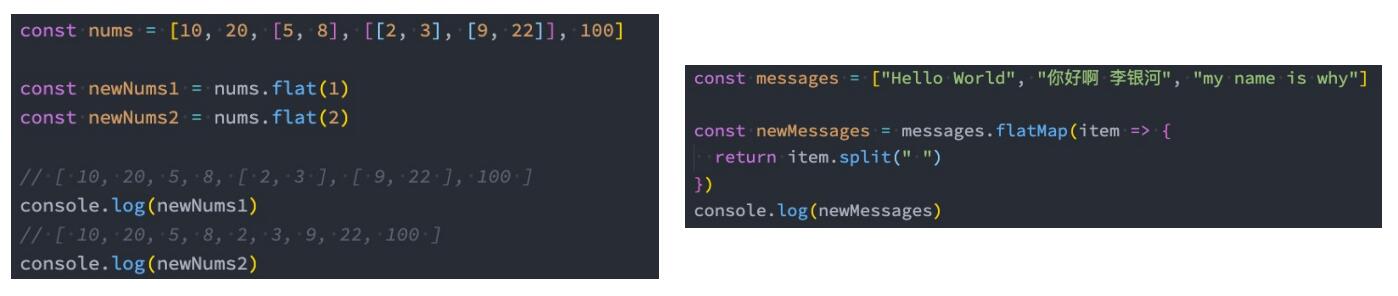 const nums = [10, 20, [5, 8], [[2, 3], [9, 22]], 100]
const newNums1 = nums.flat(1)
const newNums2 = nums.flat(2)
// [ 10, 20, 5, 8, [ 2, 3 ], [ 9, 22 ], 100 ]
console.log(newNums1)
// [ 10, 20, 5, 8, 2, 3, 9, 22, 100 ]
console.log(newNums2)
const messages = ["Hello World", "你好啊 李银河", "my name is why"]
const newMessages = messages.flatMap(item => {
  return item.split(" ")
})
console.log(newMessages)